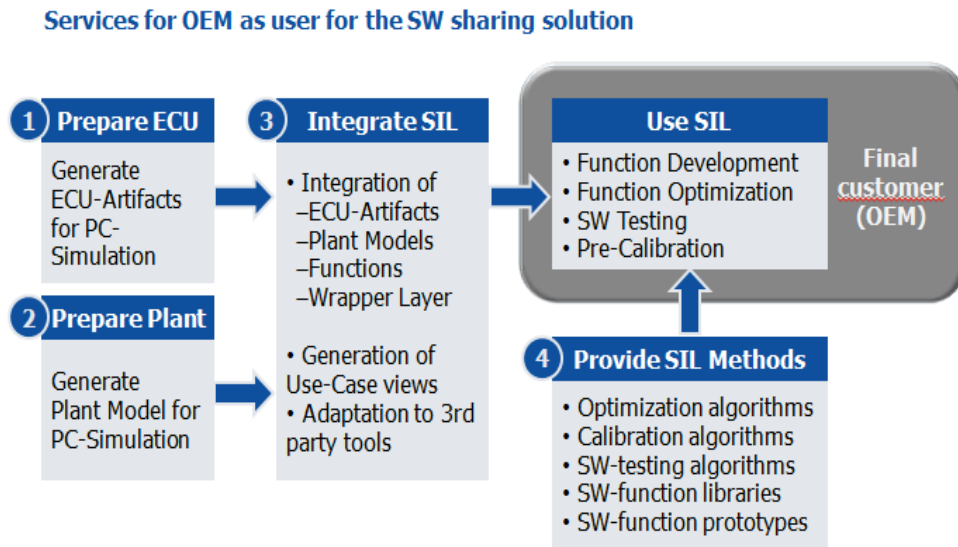 Services for OEM as user for the SW sharing solution
1 Prepare ECU
Generate
ECU-Artifacts
for PC-
Simulation
2 Prepare Plant
Generate
Plant Model for
PC-Simulation
3 Integrate SIL
• Integration of
–ECU-Artifacts
–Plant Models
–Functions
–Wrapper Layer
• Generation of
Use-Case views
• Adaptation to 3rd
party tools
Use SIL
• Function Development
• Function Optimization
• SW Testing
• Pre-Calibration
Final
customer
(OEM)
4 Provide SIL Methods
• Optimization algorithms
• Calibration algorithms
• SW-testing algorithms
• SW-function libraries
• SW-function prototypes